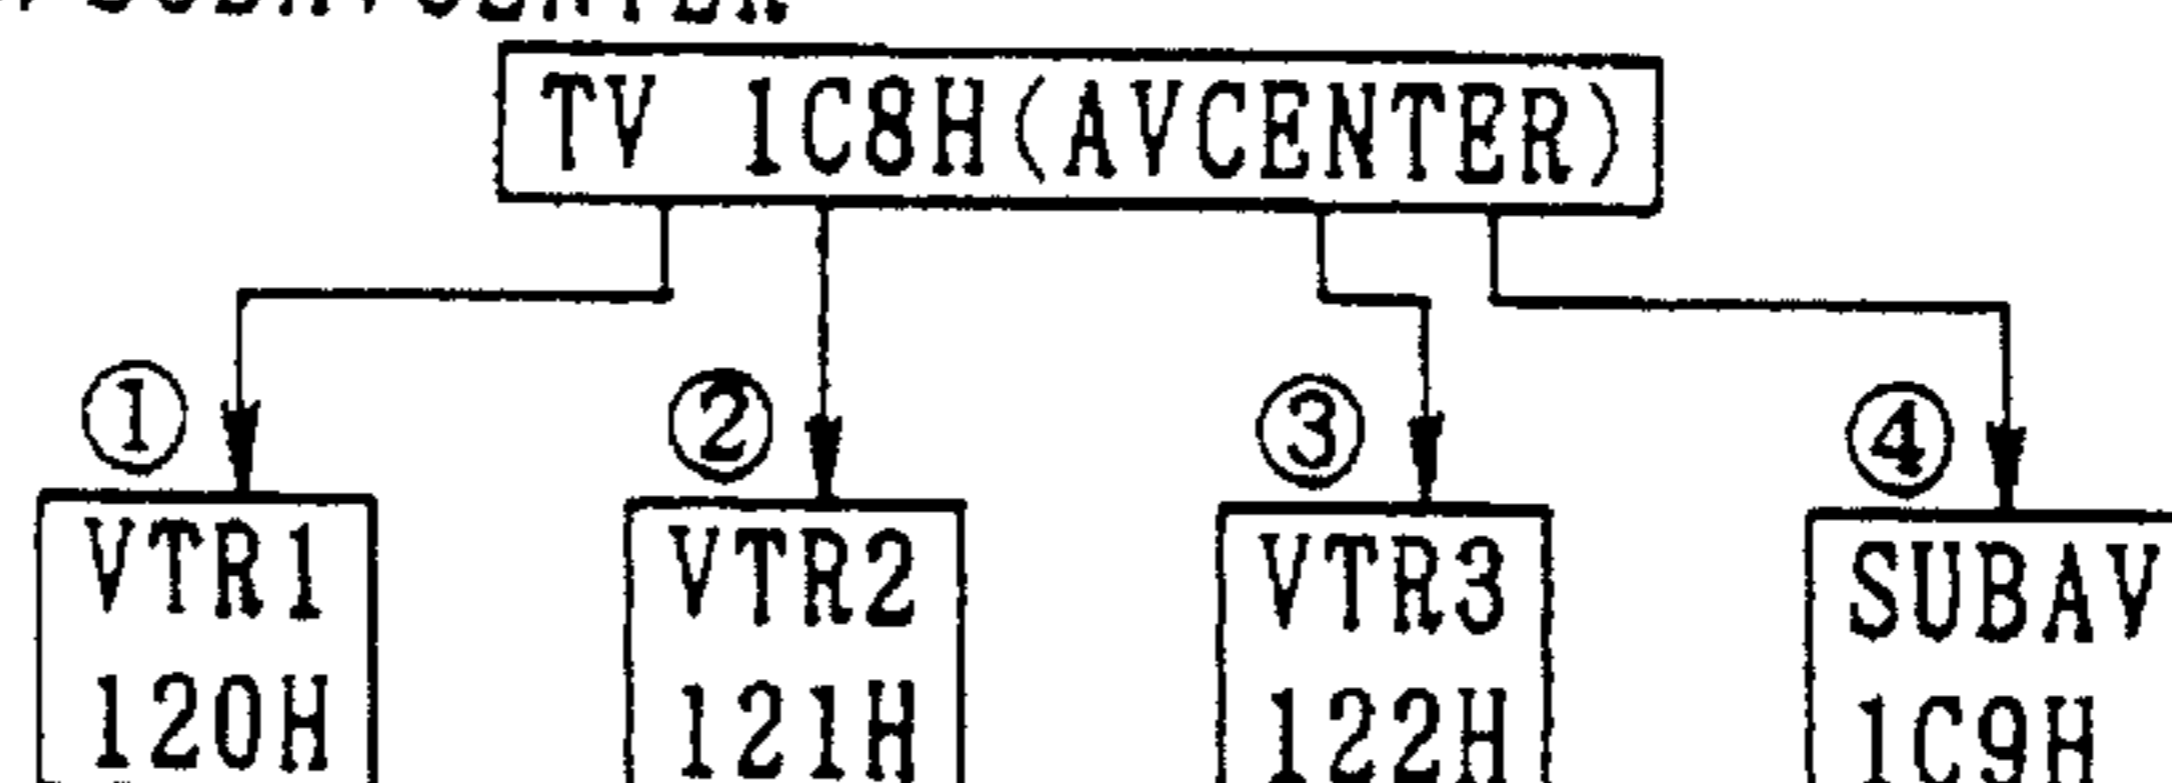 TV 1C8H(AVCENTER)
① ② ③ ④
VTR1 VTR2 VTR3 SUBAV
120H 121H 122H 1C9H